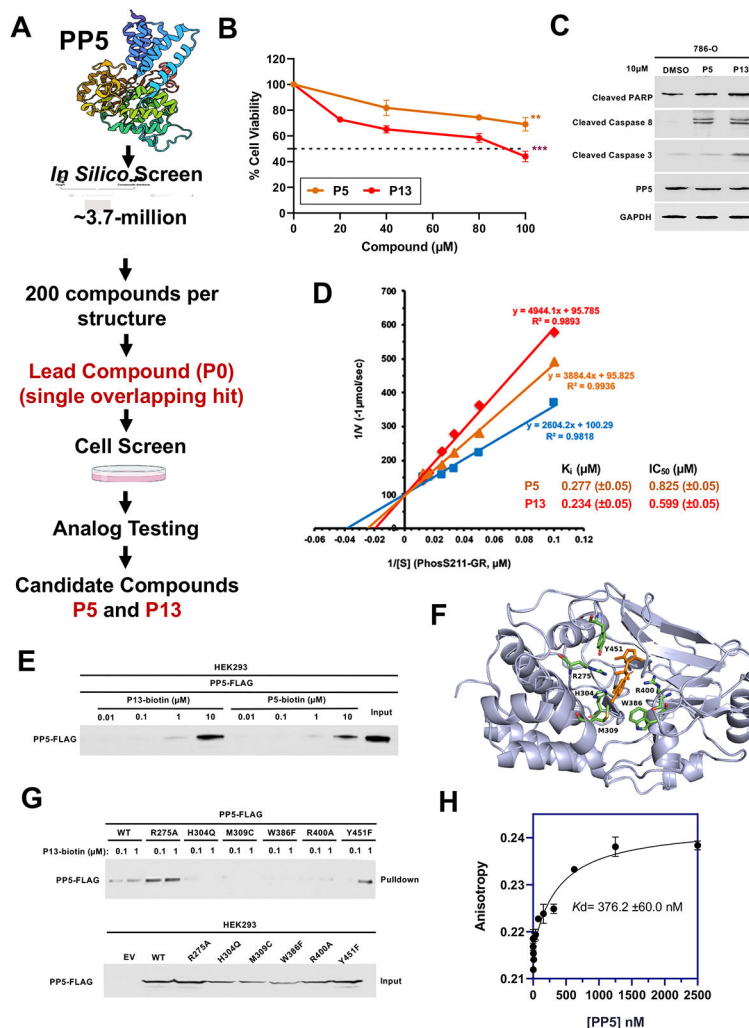 A
PP5
In Silico Screen
~3.7-million
200 compounds per
structure
Lead Compound (P0)
(single overlapping hit)
Cell Screen
Analog Testing
Candidate Compounds
P5 and P13
B
% Cell Viability
120
100
80
60
40
20
0
**
***
P5 P13
0 20 40 60 80 100
Compound (µM)
C
786-O
10µM DMSO P5 P13
Cleaved PARP
Cleaved Caspase 8
Cleaved Caspase 3
PP5
GAPDH
D
1/V (-1µmol/sec)
700
600
500
400
300
200
100
0
y = 4944.1x + 95.785
R² = 0.9893
y = 3884.4x + 95.825
R² = 0.9936
y = 2604.2x + 100.29
R² = 0.9818
Ki (µM) IC50 (µM)
P5 0.277 (±0.05) 0.825 (±0.05)
P13 0.234 (±0.05) 0.599 (±0.05)
-0.06 -0.04 -0.02 0 0.02 0.04 0.06 0.08 0.1 0.12
1/[S] (PhosS211-GR, µM)
E
HEK293
PP5-FLAG
P13-biotin (µM) P5-biotin (µM) Input
0.01 0.1 1 10 0.01 0.1 1 10
PP5-FLAG
F
Y451
R275
H304
R400
W386
M309
G
PP5-FLAG
WT R275A H304Q M309C W386F R400A Y451F
P13-biotin (µM): 0.1 1 0.1 1 0.1 1 0.1 1 0.1 1 0.1 1 0.1 1
PP5-FLAG Pulldown
HEK293
EV WT R275A H304Q M309C W386F R400A Y451F
PP5-FLAG Input
H
Anisotropy
0.24
0.23
0.22
0.21
Kd= 376.2 ±60.0 nM
0 500 1000 1500 2000 2500
[PP5] nM